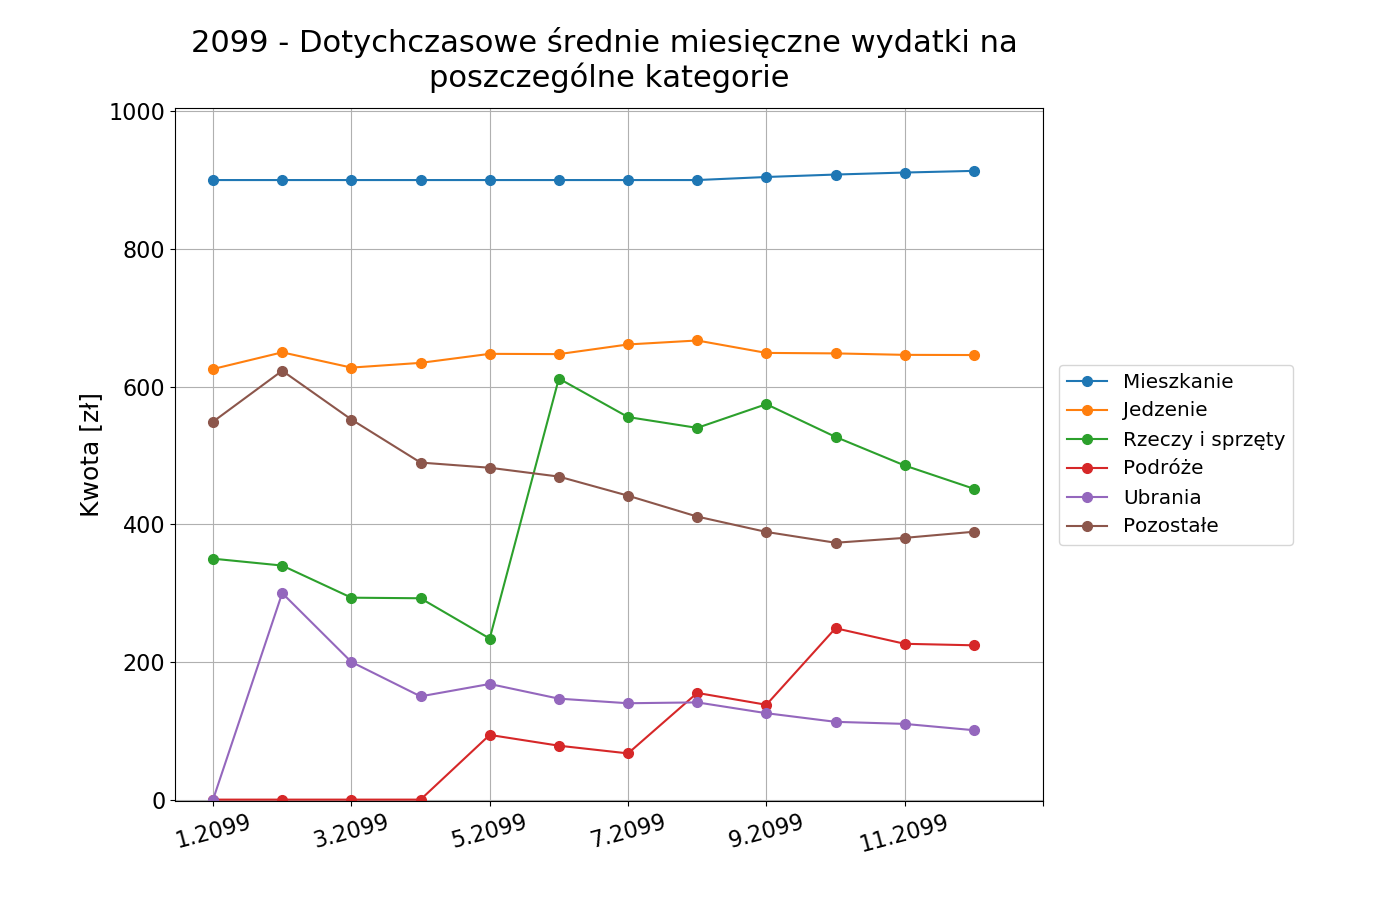 2099 - Dotychczasowe średnie miesięczne wydatki na
poszczególne kategorie
Kwota [zł]
1000
800
600
400
200
0
1.2099
3.2099
5.2099
7.2099
9.2099
11.2099
Mieszkanie
Jedzenie
Rzeczy i sprzęty
Podróże
Ubrania
Pozostałe